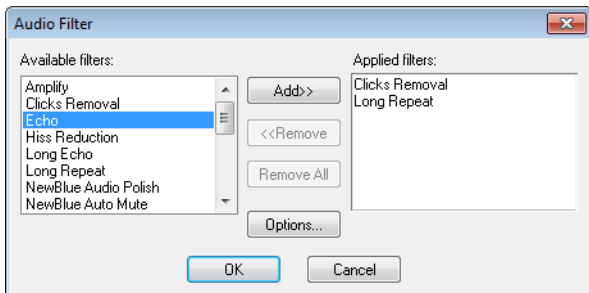 Audio Filter
Available filters:
Amplify
Clicks Removal
Echo
Hiss Reduction
Long Echo
Long Repeat
NewBlue Audio Polish
NewBlue Auto Mute
Add>>
<<Remove
Remove All
Options...
Applied filters:
Clicks Removal
Long Repeat
OK
Cancel